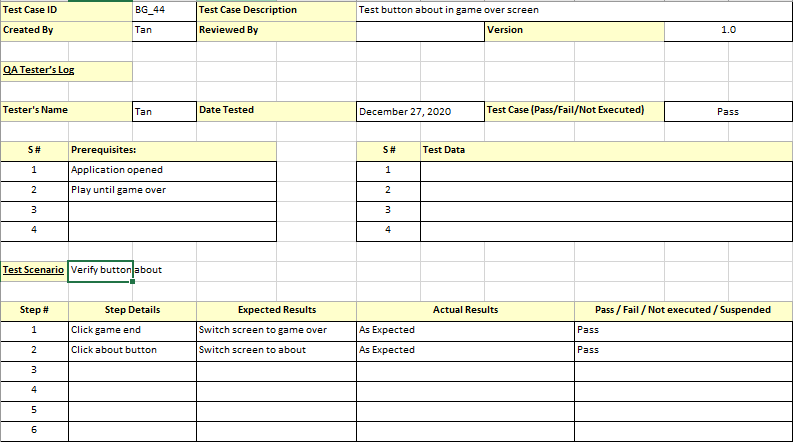 Test Case ID BG_44 Test Case Description Test button about in game over screen
Created By Tan Reviewed By Version 1.0
QA Tester's Log
Tester's Name Tan Date Tested December 27, 2020 Test Case (Pass/Fail/Not Executed) Pass
S # Prerequisites: S # Test Data
1 Application opened 1
2 Play until game over 2
3 3
4 4
Test Scenario Verify button about
Step # Step Details Expected Results Actual Results Pass / Fail / Not executed / Suspended
1 Click game end Switch screen to game over As Expected Pass
2 Click about button Switch screen to about As Expected Pass
3
4
5
6